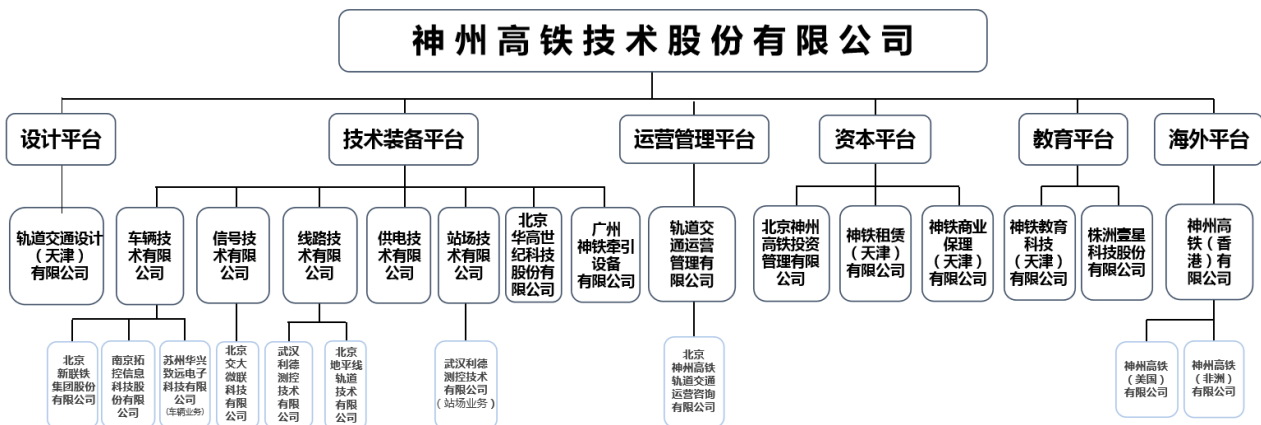 神州高铁技术股份有限公司
设计平台
技术装备平台
运营管理平台
资本平台
教育平台
海外平台
轨道交通设计
（天津）
有限公司
车辆技
术有限
公司
信号技
术有限
公司
线路技
术有限
公司
供电技
术有限
公司
站场技
术有限
公司
北京
华高世
纪科技
股份有
限公司
广州
神铁牵引
设备
有限公司
轨道交
通运营
管理有
限公司
北京神州
高铁投资
管理有限
公司
神铁租赁
（天津）
有限公司
神铁商业
保理
（天津）
有限公司
神铁教育
科技
（天津）
有限公司
株洲壹星
科技股份
有限公司
神州高
铁（香
港）有
限公司
北京
新联铁
集团股份
有限公司
南京拓
控信息
科技股
份有限
公司
苏州华兴
致远电子
科技有限
公司
（车辆业务）
北京
交大
微联
科技
有限
公司
武汉
利德
测控
技术
有限
公司
北京
地平线
轨道
技术
有限
公司
武汉利德
测控技术
有限公司
（站场业务）
北京
神州高铁
轨道交通
运营咨询
有限公司
神州高铁
（美国）
有限公司
神州高铁
（非洲）
有限公司